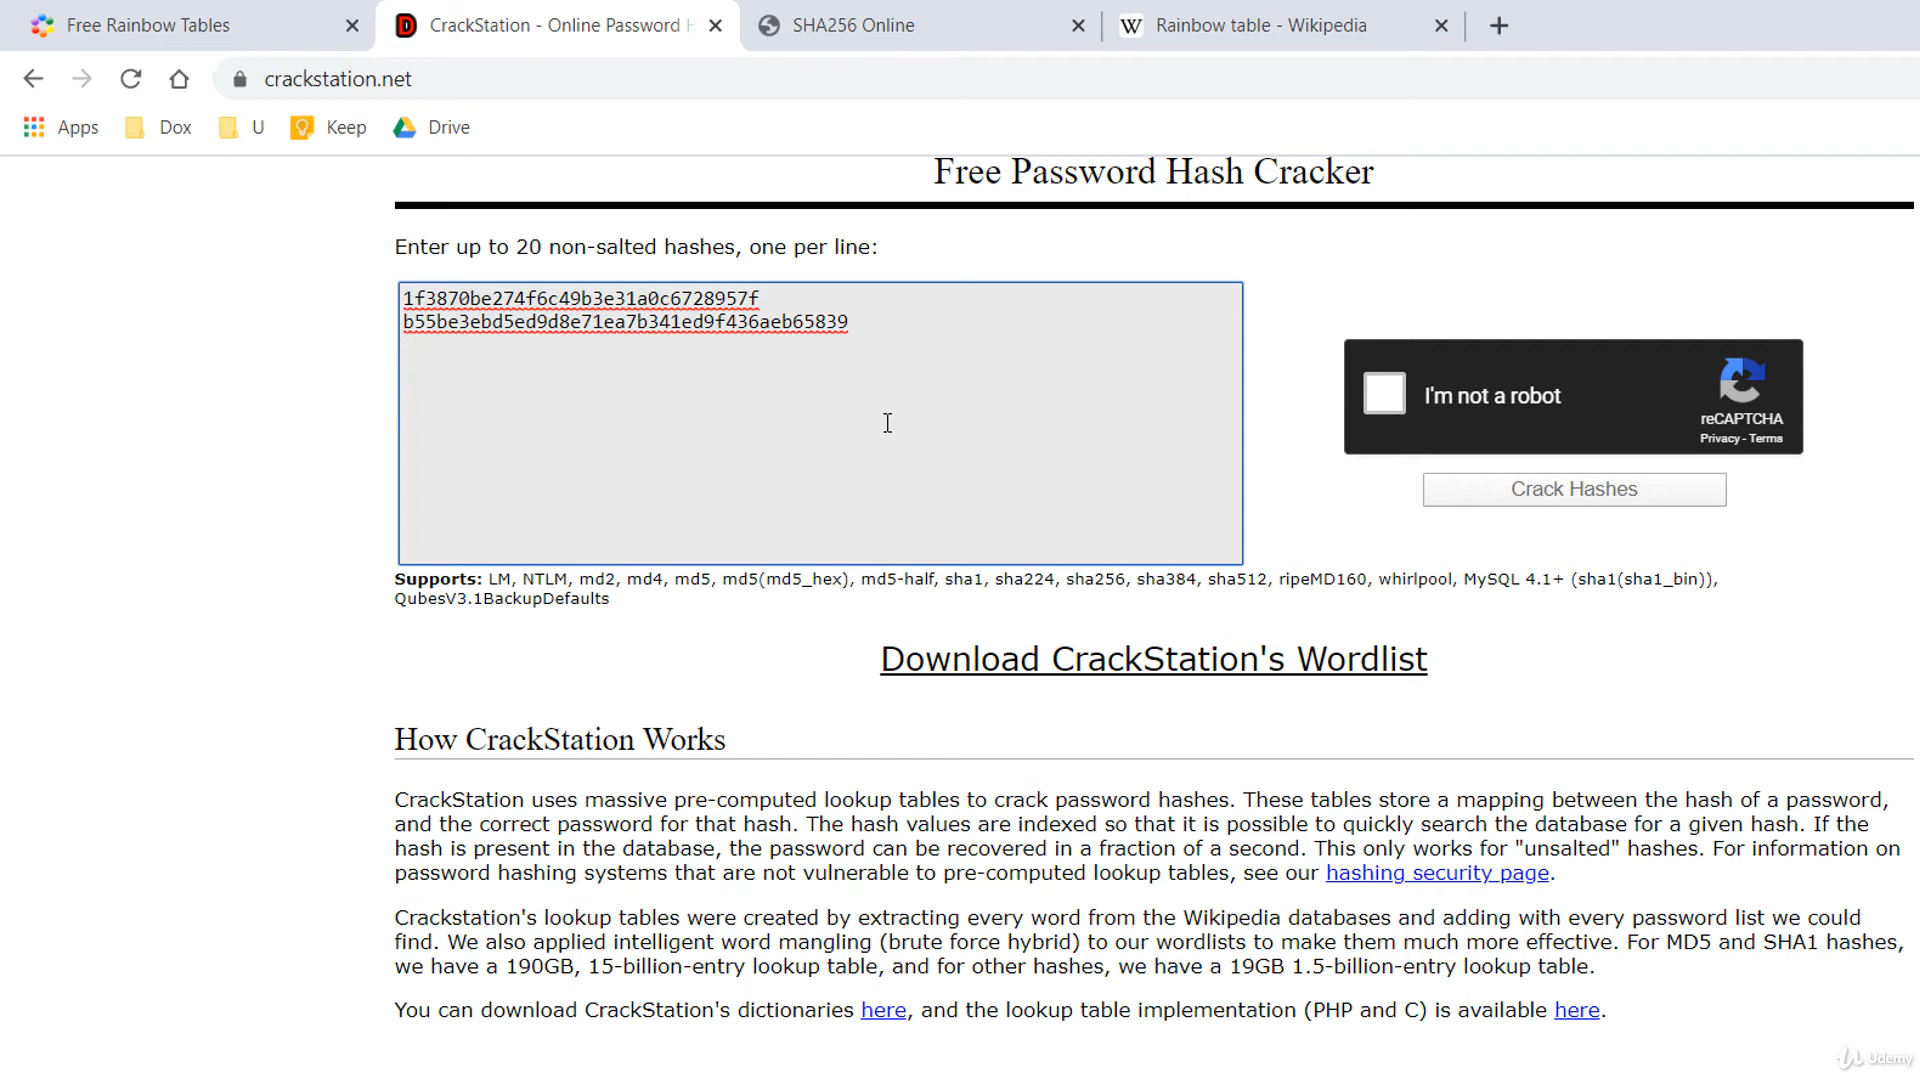 Free Rainbow Tables
CrackStation - Online Password H
SHA256 Online
Rainbow table - Wikipedia
crackstation.net
Apps Dox U Keep Drive
Free Password Hash Cracker
Enter up to 20 non-salted hashes, one per line:
1f3870be274f6c49b3e31a0c6728957f
b55be3ebd5ed9d8e71ea7b341ed9f436aeb65839
I'm not a robot
reCAPTCHA
Privacy - Terms
Crack Hashes
Supports: LM, NTLM, md2, md4, md5, md5(md5_hex), md5-half, sha1, sha224, sha256, sha384, sha512, ripeMD160, whirlpool, MySQL 4.1+ (sha1(sha1_bin)),
QubesV3.1BackupDefaults
Download CrackStation's Wordlist
How CrackStation Works
CrackStation uses massive pre-computed lookup tables to crack password hashes. These tables store a mapping between the hash of a password,
and the correct password for that hash. The hash values are indexed so that it is possible to quickly search the database for a given hash. If the
hash is present in the database, the password can be recovered in a fraction of a second. This only works for "unsalted" hashes. For information on
password hashing systems that are not vulnerable to pre-computed lookup tables, see our hashing security page.
Crackstation's lookup tables were created by extracting every word from the Wikipedia databases and adding with every password list we could
find. We also applied intelligent word mangling (brute force hybrid) to our wordlists to make them much more effective. For MD5 and SHA1 hashes,
we have a 190GB, 15-billion-entry lookup table, and for other hashes, we have a 19GB 1.5-billion-entry lookup table.
You can download CrackStation's dictionaries here, and the lookup table implementation (PHP and C) is available here.
Udemy